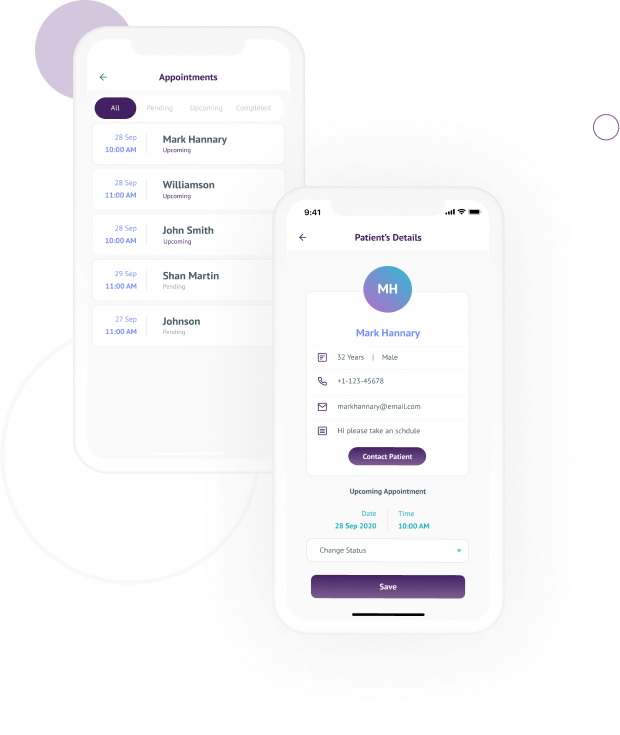 Appointments
All Pending Upcoming Completed
28 Sep
10:00 AM
Mark Hannary
Upcoming
28 Sep
11:00 AM
Williamson
Upcoming
28 Sep
10:00 AM
John Smith
Upcoming
29 Sep
11:00 AM
Shan Martin
Pending
27 Sep
11:00 AM
Johnson
Pending
9:41
Patient's Details
MH
Mark Hannary
32 Years | Male
+1-123-45678
markhannary@email.com
Hi please take an schdule
Contact Patient
Upcoming Appointment
Date Time
28 Sep 2020 10:00 AM
Change Status
Save